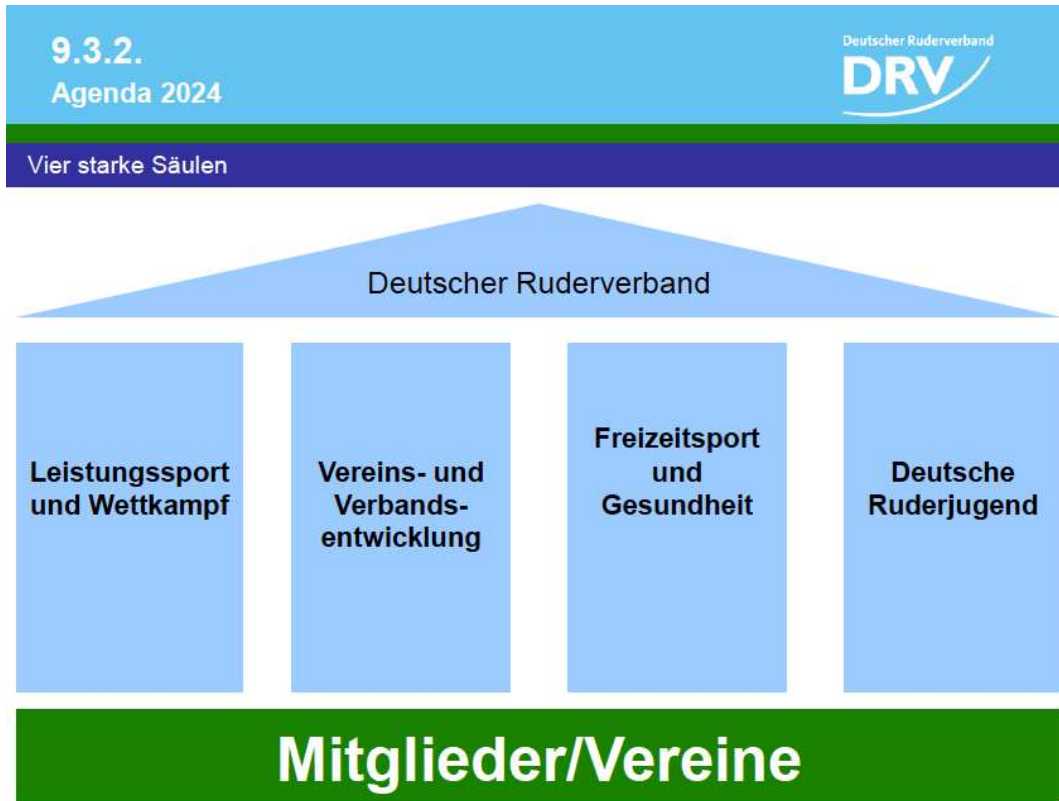 9.3.2.
Agenda 2024
Deutscher Ruderverband
DRV
Vier starke Säulen
Deutscher Ruderverband
Leistungssport
und Wettkampf
Vereins- und
Verbands-
entwicklung
Freizeitsport
und
Gesundheit
Deutsche
Ruderjugend
Mitglieder/Vereine